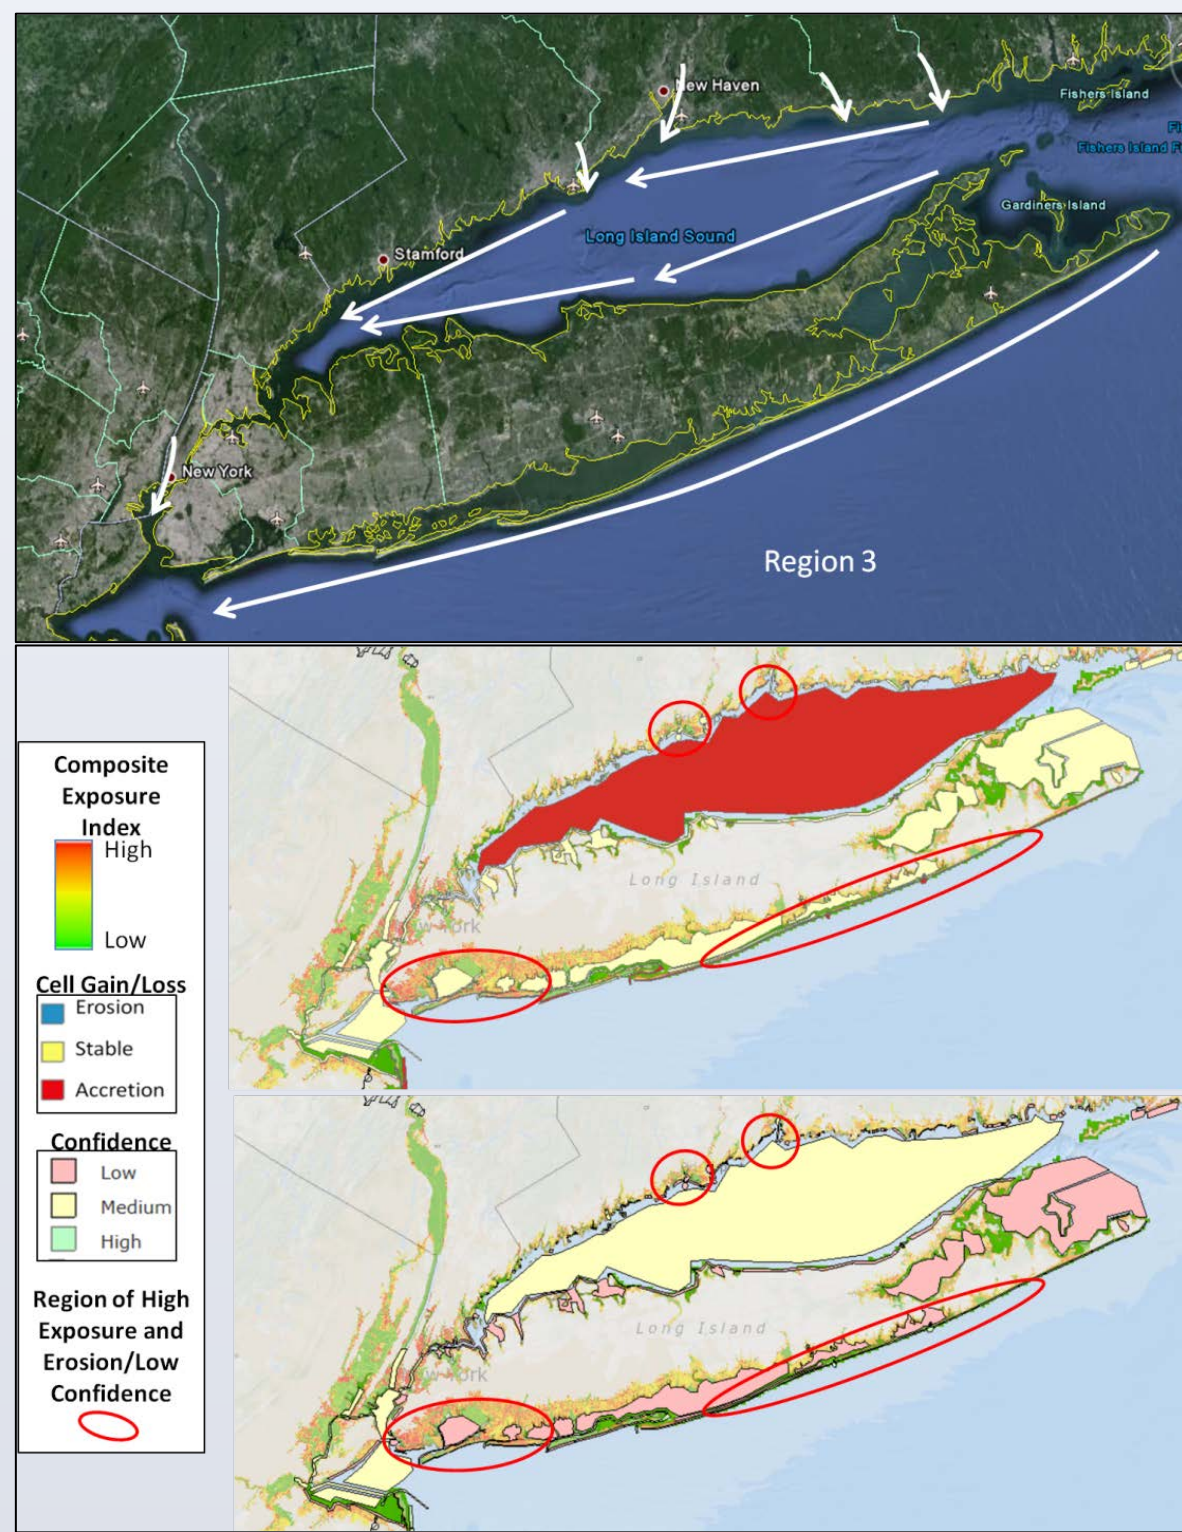 New Haven
Fishers Island
Fishers Island
Gardiners Island
Long Island Sound
Stamford
New York
Region 3
Composite
Exposure
Index
High
Low
Cell Gain/Loss
Erosion
Stable
Accretion
Confidence
Low
Medium
High
Region of High
Exposure and
Erosion/Low
Confidence
Long Island
York
Long Island
York